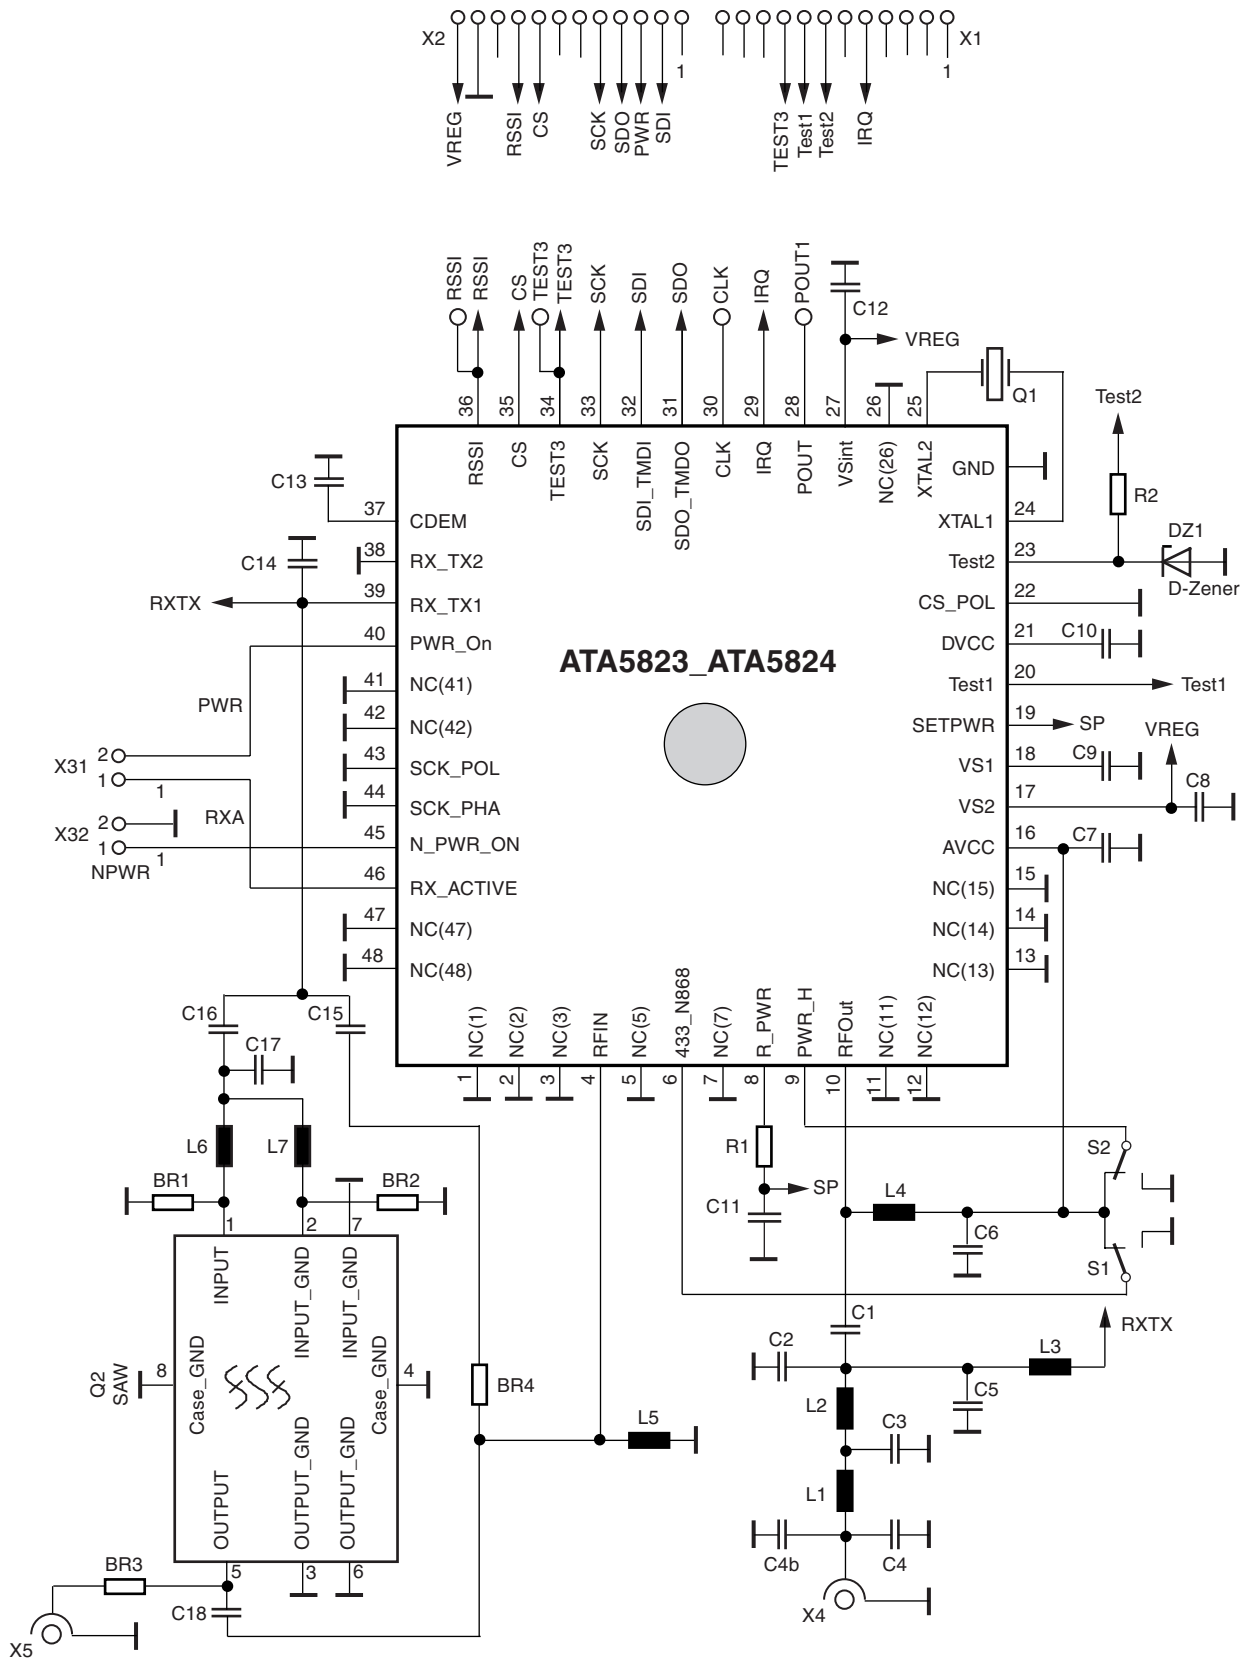 X2
1
X1
1
VREG
RSSI
CS
SCK
SDO
PWR
SDI
TEST3
Test1
Test2
IRQ
RSSI
RSSI
CS
TEST3
TEST3
SCK
SDI
SDO
CLK
IRQ
POUT1
C12
VREG
Q1
Test2
36
35
34
33
32
31
30
29
28
27
26
25
RSSI
CS
TEST3
SCK
SDI_TMDI
SDO_TMDO
CLK
IRQ
POUT
VSint
NC(26)
XTAL2
GND
R2
C13
37
CDEM
XTAL1
24
C14
38
RX_TX2
Test2
23
DZ1
D-Zener
RXTX
39
RX_TX1
CS_POL
22
40
PWR_On
DVCC
21
C10
ATA5823_ATA5824
41
NC(41)
Test1
20
Test1
PWR
42
NC(42)
SETPWR
19
SP
VREG
X31
2
1
1
43
SCK_POL
VS1
18
C9
C8
44
SCK_PHA
VS2
17
RXA
X32
2
1
1
NPWR
45
N_PWR_ON
AVCC
16
C7
46
RX_ACTIVE
NC(15)
15
47
NC(47)
NC(14)
14
48
NC(48)
NC(13)
13
NC(1)
NC(2)
NC(3)
RFIN
NC(5)
433_N868
NC(7)
R_PWR
PWR_H
RFOut
NC(11)
NC(12)
1
2
3
4
5
6
7
8
9
10
11
12
C16
C15
C17
L6
L7
R1
S2
BR1
BR2
SP
C11
L4
C6
S1
1
2
7
INPUT
INPUT_GND
INPUT_GND
C1
RXTX
Q2
SAW
8
Case_GND
Case_GND
4
C2
L3
BR4
L2
C5
L5
C3
OUTPUT
OUTPUT_GND
OUTPUT_GND
L1
C4b
C4
BR3
5
3
6
C18
X5
X4